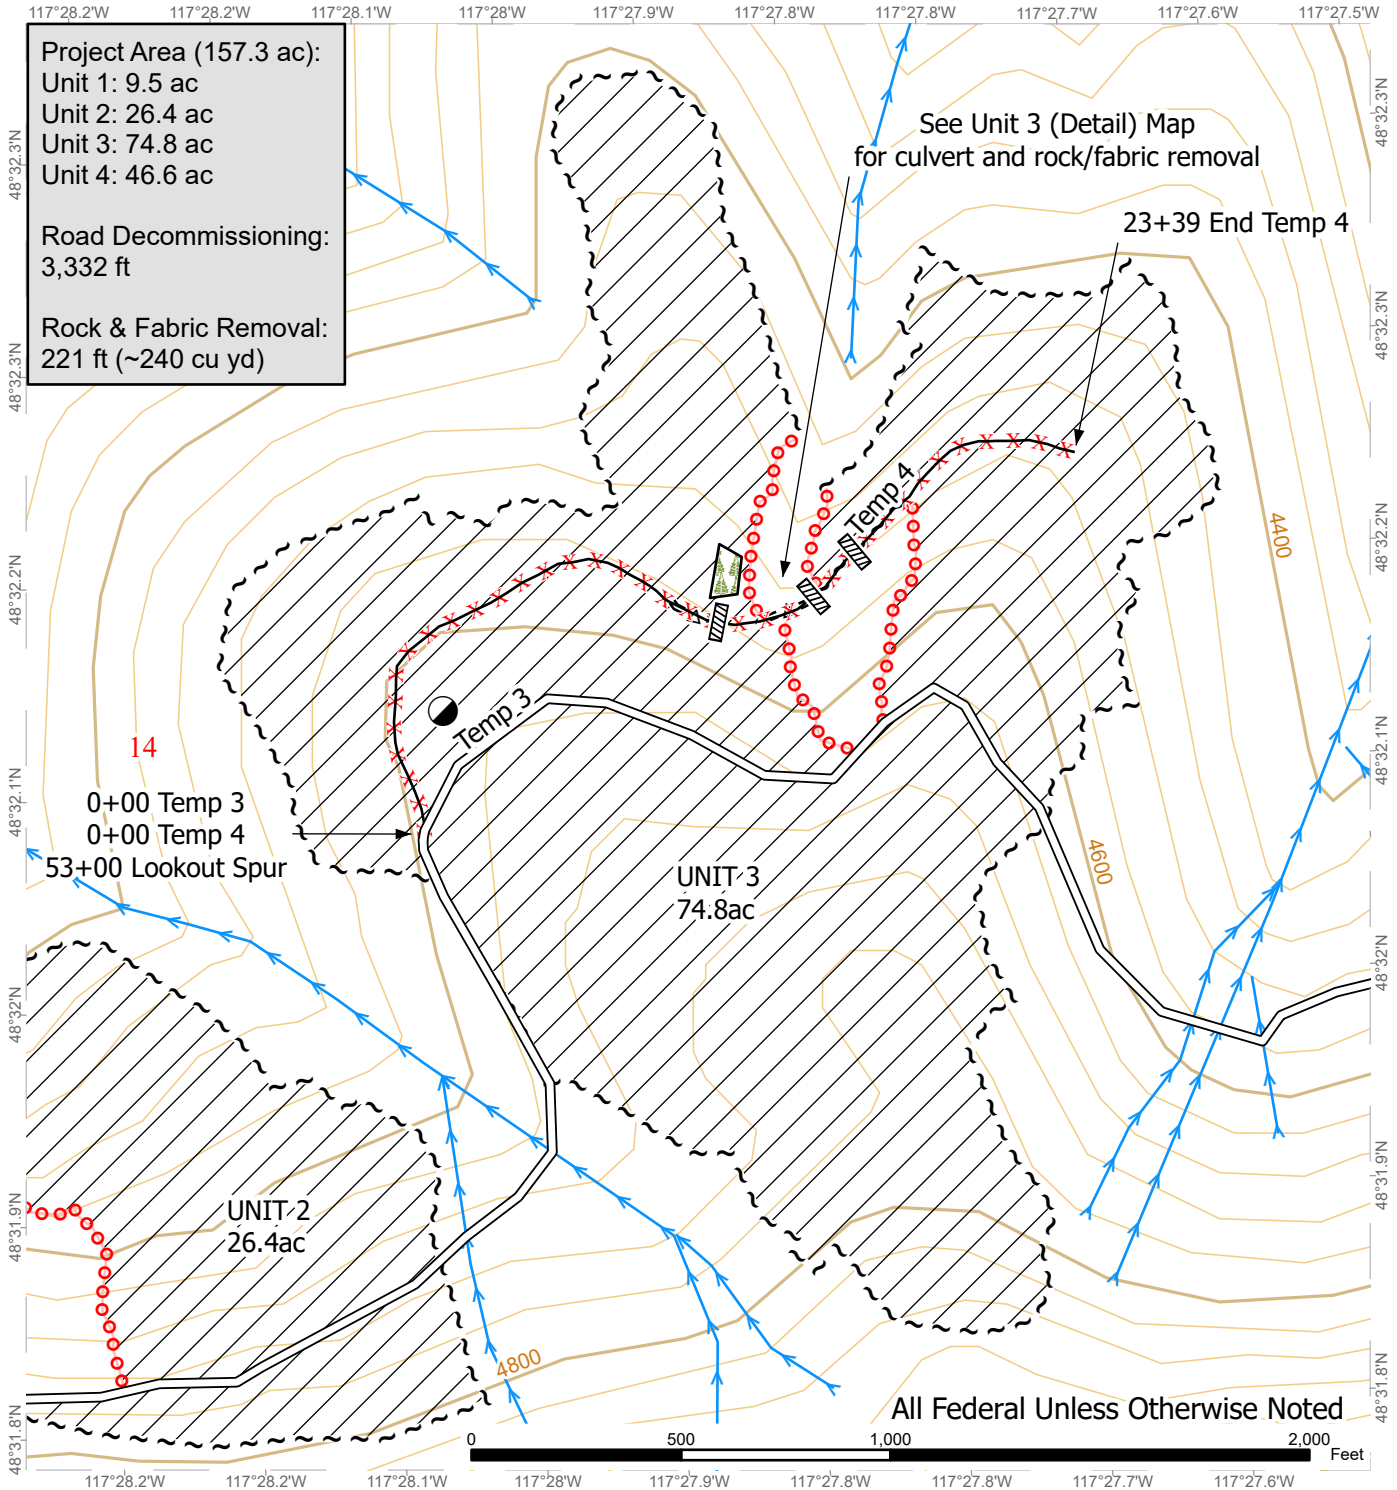 117°28.2'W 117°28.2'W 117°28.1'W 117°28'W 117°27.9'W 117°27.8'W 117°27.8'W 117°27.7'W 117°27.6'W 117°27.5'W
Project Area (157.3 ac):
Unit 1: 9.5 ac
Unit 2: 26.4 ac
Unit 3: 74.8 ac
Unit 4: 46.6 ac
Road Decommissioning:
3,332 ft
Rock & Fabric Removal:
221 ft (~240 cu yd)
See Unit 3 (Detail) Map
for culvert and rock/fabric removal
23+39 End Temp 4
48°32.3'N
48°32.3'N
48°32.2'N
48°32.1'N
48°32'N
48°31.9'N
48°31.8'N
48°32.3'N
48°32.3'N
48°32.2'N
48°32.1'N
48°32'N
48°31.9'N
48°31.8'N
Temp_4
4400
Temp_3
14
0+00 Temp 3
0+00 Temp 4
53+00 Lookout Spur
4600
UNIT 3
74.8ac
UNIT 2
26.4ac
4800
All Federal Unless Otherwise Noted
0 500 1,000 2,000
Feet
117°28.2'W 117°28.2'W 117°28.1'W 117°28'W 117°27.9'W 117°27.8'W 117°27.8'W 117°27.7'W 117°27.6'W